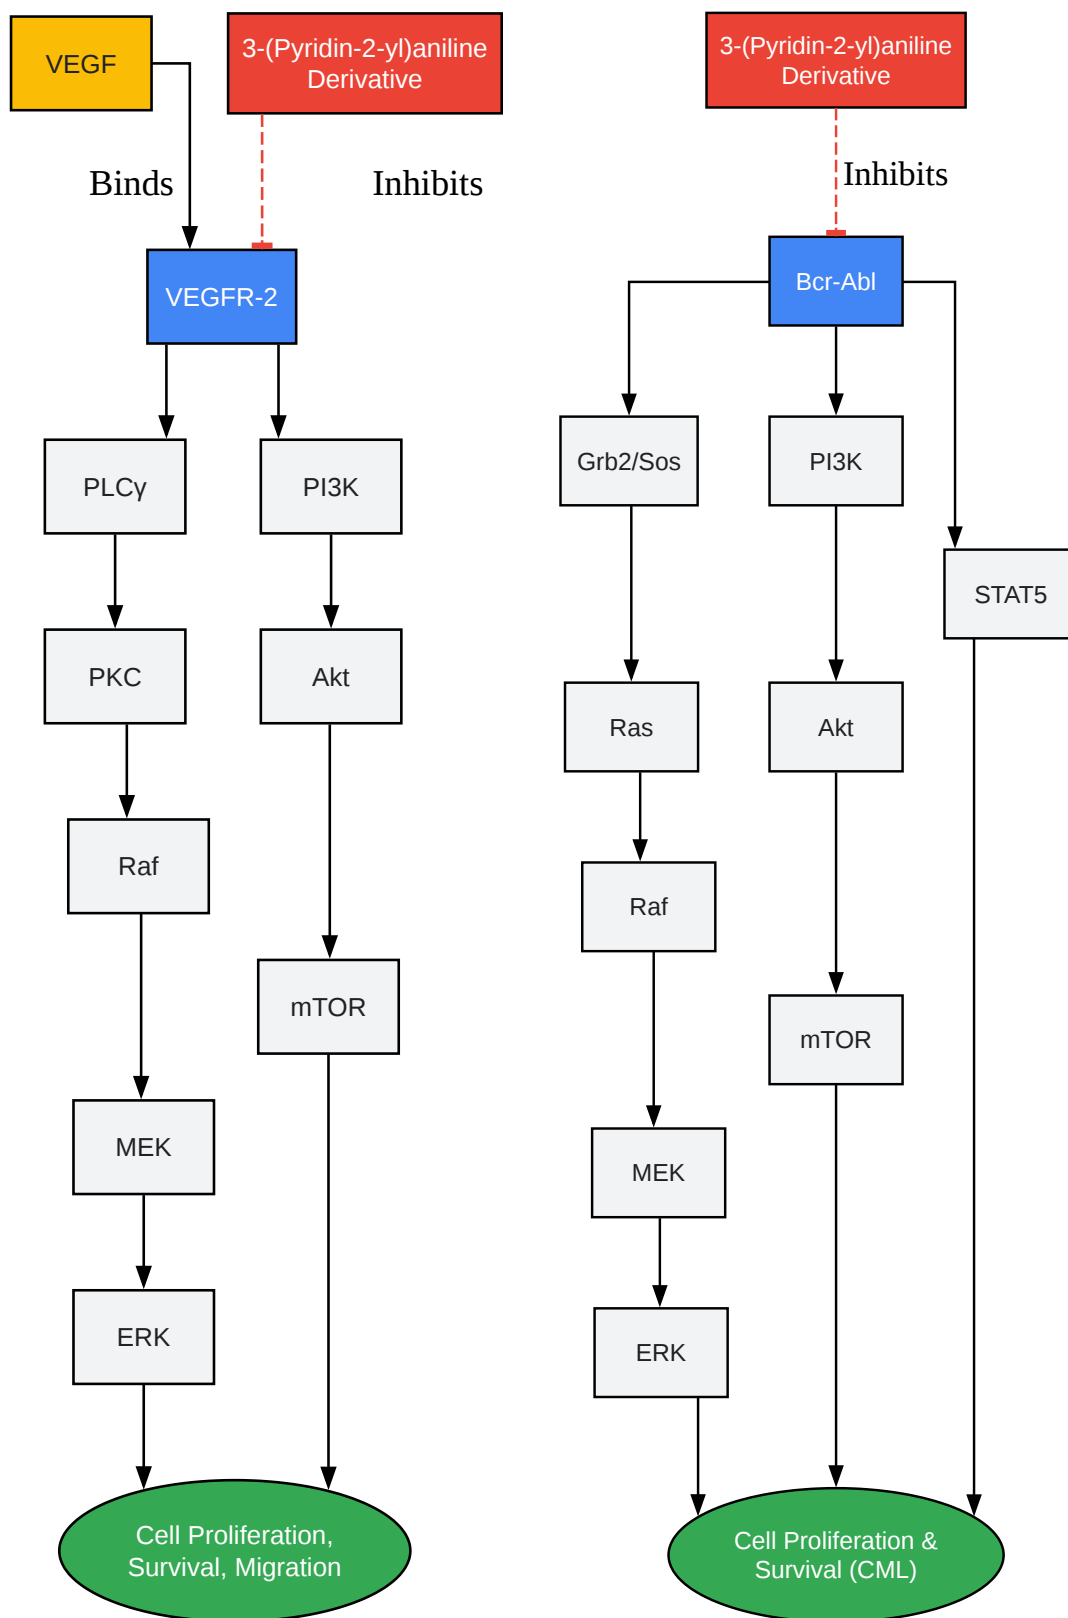 VEGF
3-(Pyridin-2-yl)aniline
Derivative
Binds
Inhibits
VEGFR-2
PLCγ
PI3K
PKC
Akt
Raf
mTOR
MEK
ERK
Cell Proliferation,
Survival, Migration
3-(Pyridin-2-yl)aniline
Derivative
Inhibits
Bcr-Abl
Grb2/Sos
PI3K
STAT5
Ras
Akt
Raf
mTOR
MEK
ERK
Cell Proliferation &
Survival (CML)